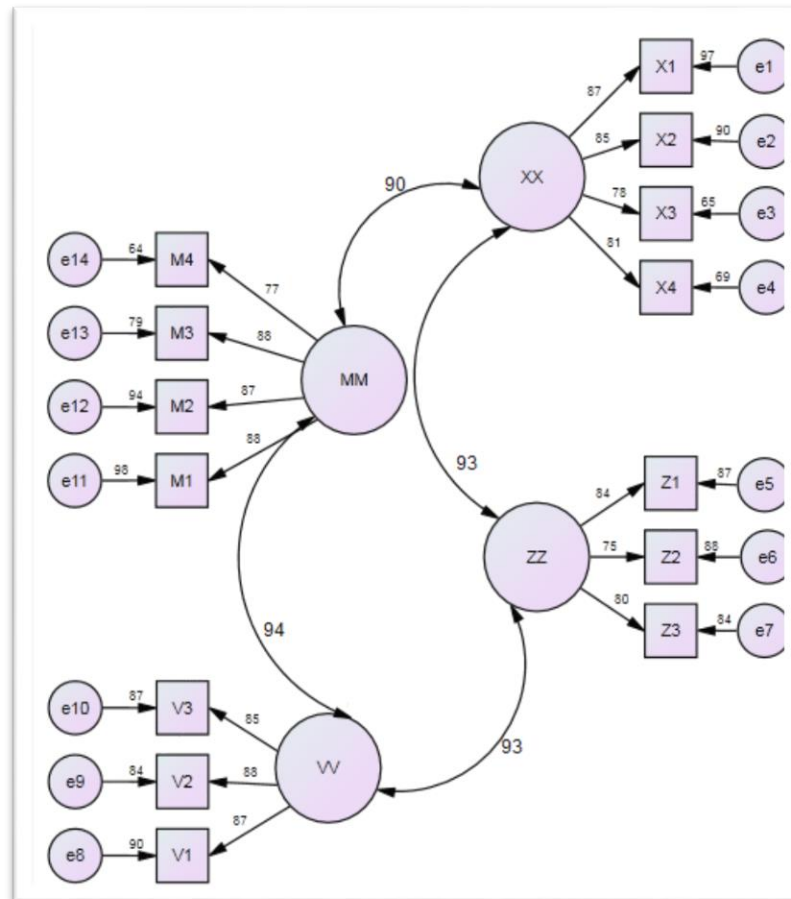 X1 97 e1
87
X2 90 e2
85
XX
78
X3 65 e3
81
X4 69 e4
90
e14 64 M4
77
e13 79 M3
88
MM
e12 94 M2
87
88
e11 98 M1
93
Z1 87 e5
84
ZZ
75
Z2 88 e6
80
Z3 84 e7
94
e10 87 V3
85
93
VV
e9 84 V2
88
87
e8 90 V1